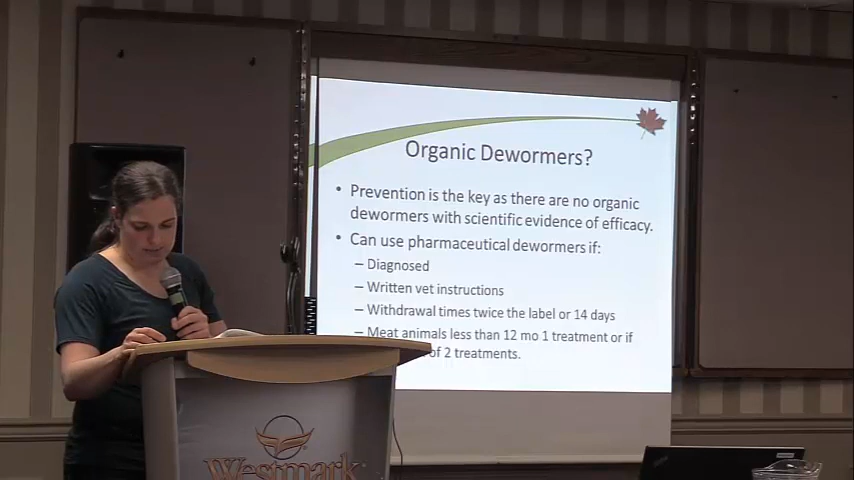 Organic Dewormers?
• Prevention is the key as there are no organic
dewormers with scientific evidence of efficacy.
• Can use pharmaceutical dewormers if:
– Diagnosed
– Written vet instructions
– Withdrawal times twice the label or 14 days
– Meat animals less than 12 mo 1 treatment or if
of 2 treatments.
Westmark